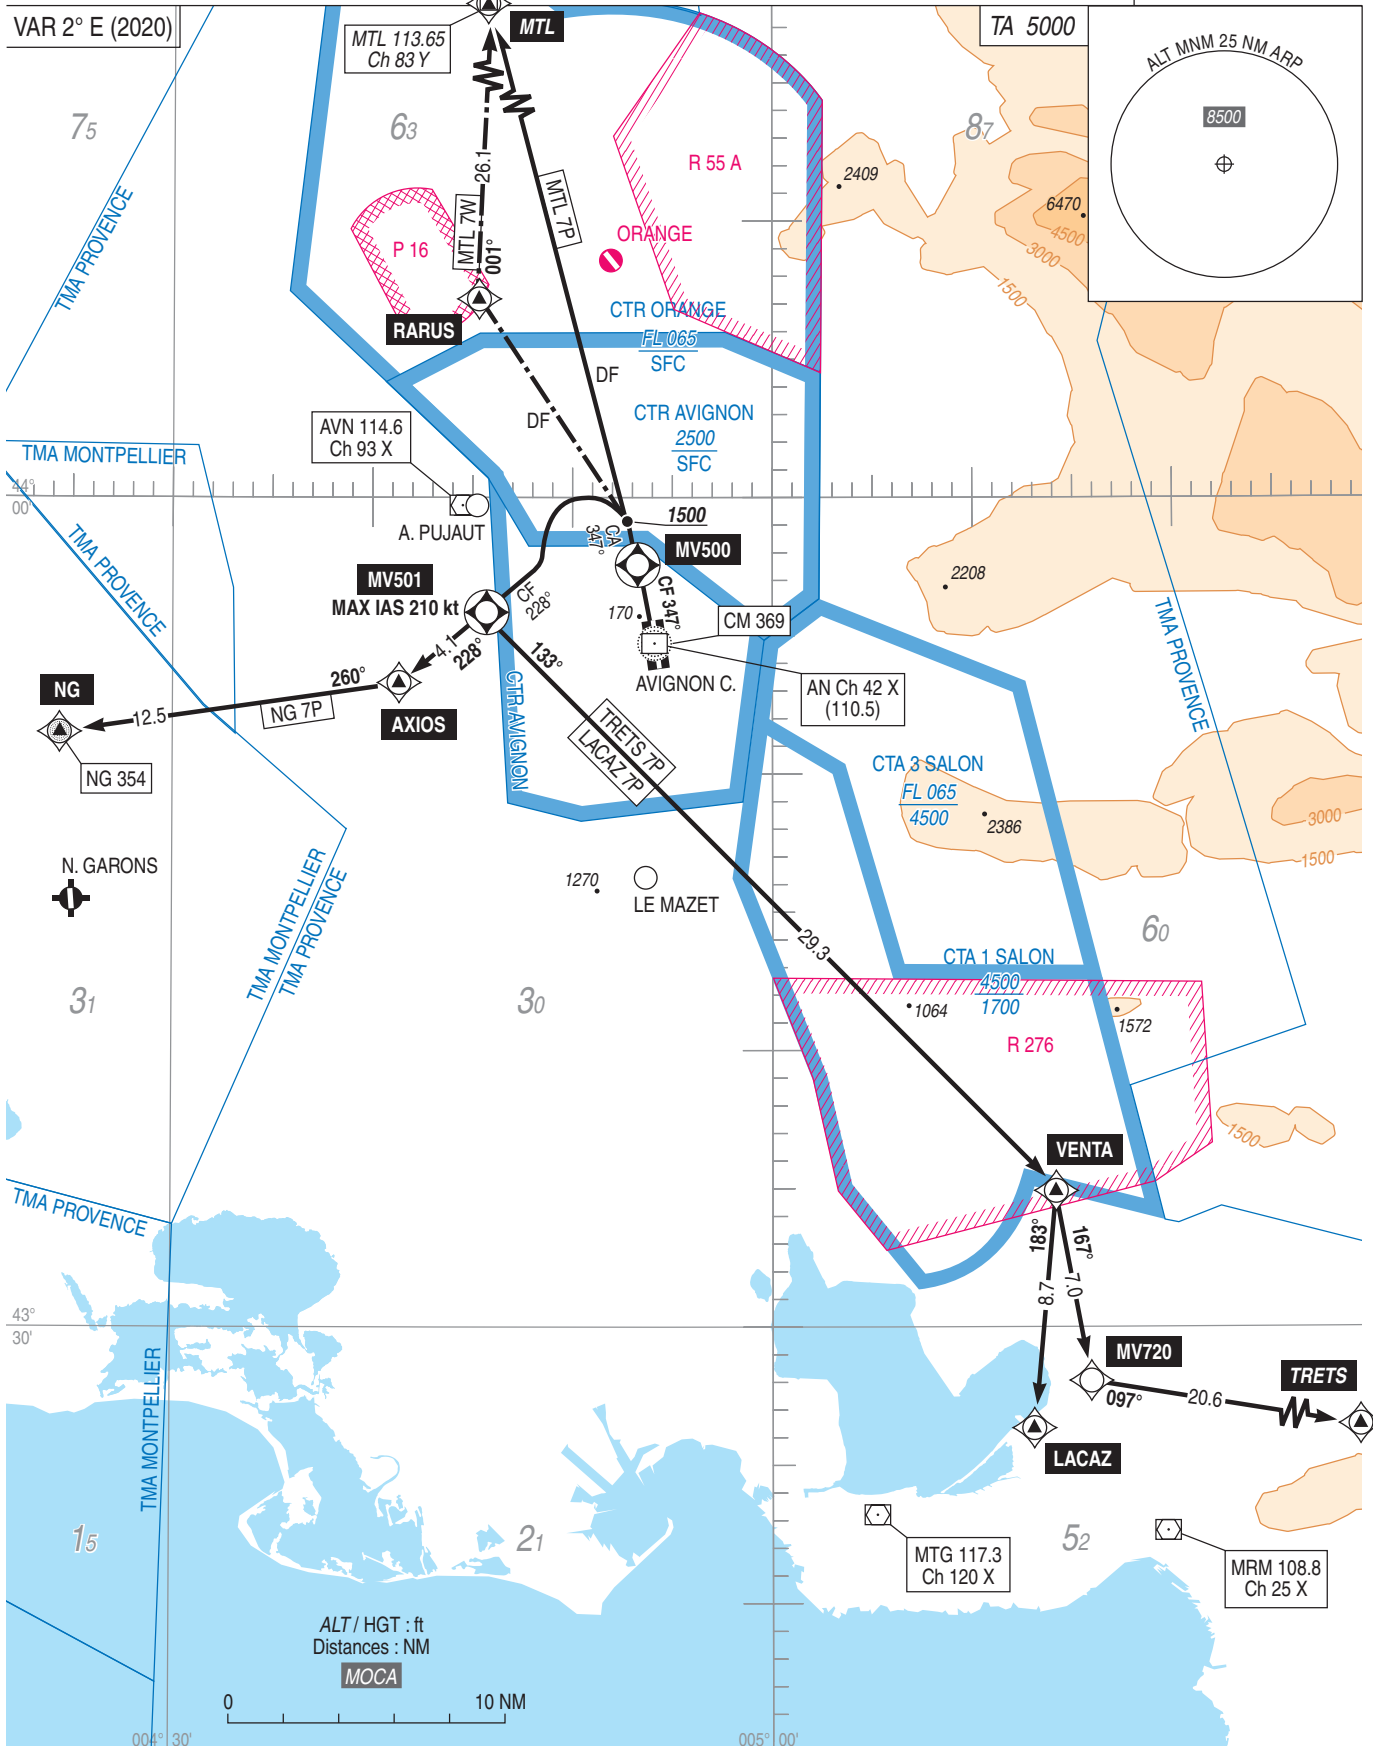 VAR 2° E (2020)
MTL 113.65
Ch 83 Y
MTL
TA 5000
ALT MNM 25 NM ARP
8500
75
63
87
R 55 A
2409
6470
4500
3000
1500
26.1
MTL 7W
001°
MTL 7P
P 16
ORANGE
TMA PROVENCE
RARUS
CTR ORANGE
FL 065
SFC
DF
DF
CTR AVIGNON
2500
SFC
AVN 114.6
Ch 93 X
TMA MONTPELLIER
44°
00'
A. PUJAUT
1500
CA
347°
MV500
TMA PROVENCE
MV501
MAX IAS 210 kt
CF
228°
CF 347°
170
CM 369
2208
TMA PROVENCE
4.1
228°
133°
AVIGNON C.
AN Ch 42 X
(110.5)
NG
260°
12.5
NG 7P
AXIOS
CTR AVIGNON
TRETS 7P
LACAZ 7P
NG 354
CTA 3 SALON
FL 065
4500
2386
3000
1500
N. GARONS
1270
LE MAZET
TMA MONTPELLIER
TMA PROVENCE
29.3
60
CTA 1 SALON
4500
1700
31
30
1064
1572
R 276
1500
VENTA
TMA PROVENCE
183°
167°
8.7
7.0
43°
30'
TMA MONTPELLIER
MV720
097°
20.6
TRETS
LACAZ
15
21
52
MTG 117.3
Ch 120 X
MRM 108.8
Ch 25 X
ALT / HGT : ft
Distances : NM
MOCA
0
10 NM
004° 30'
005° 00'